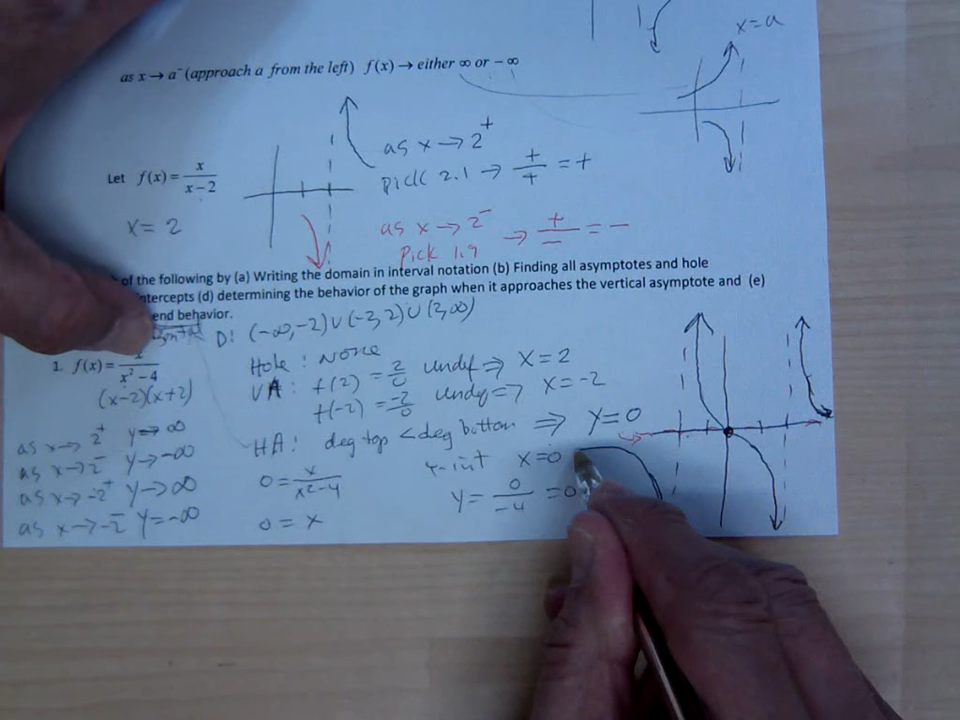 x=a
as x → a⁻ (approach a from the left) f(x) → either ∞ or − ∞
as x → 2⁺
Let f(x) = x/(x−2)
pick 2.1 → +/+ = +
x = 2
as x → 2⁻ → +/− = −
pick 1.9
of the following by (a) Writing the domain in interval notation (b) Finding all asymptotes and hole
ntercepts (d) determining the behavior of the graph when it approaches the vertical asymptote and (e)
end behavior.
D: (-∞,-2)∪(-2,2)∪(2,∞)
Hole: None
1. f(x) = x/(x²−4)
(x-2)(x+2)
VA: f(2) = 2/0 undef ⇒ x=2
f(-2) = -2/0 undef ⇒ x=-2
HA: deg top < deg bottom ⇒ y=0
as x→2⁺ y→∞
as x→2⁻ y→-∞
as x→-2⁺ y→∞
as x→-2⁻ y=-∞
0 = x/(x²-4)
0 = x
Y-int x=0
y = 0/-4 = 0